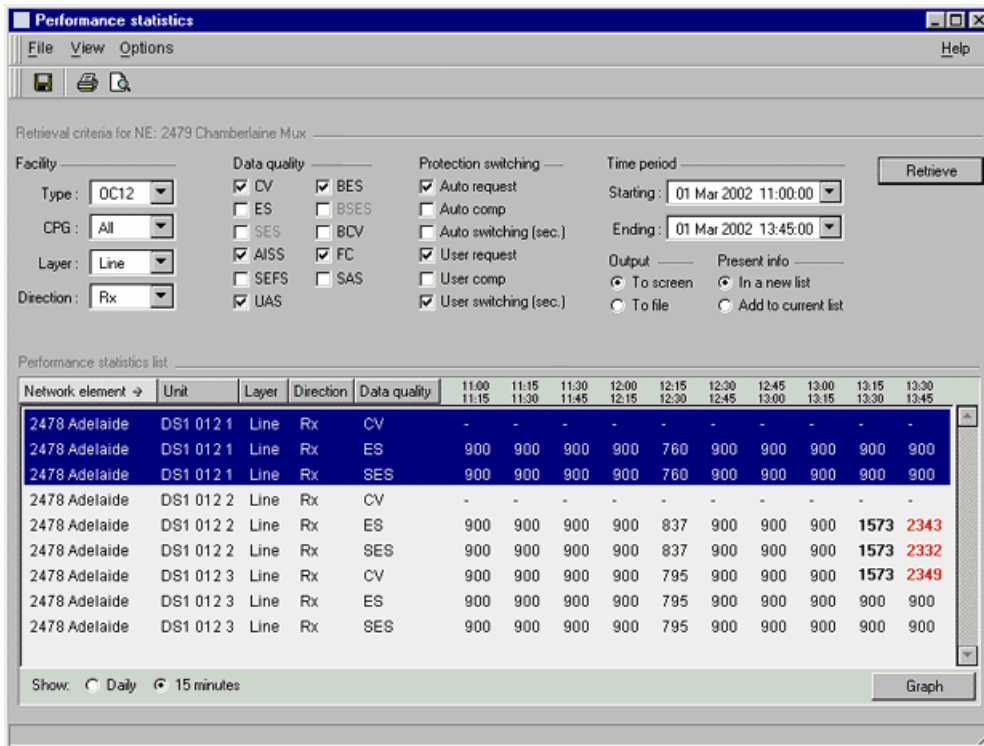 Performance statistics
File View Options Help
Retrieval criteria for NE: 2479 Chamberlaine Mux
Facility
Type : OC12
CPG : All
Layer : Line
Direction : Rx
Data quality
CV BES
ES BSES
SES BCV
AISS FC
SEFS SAS
UAS
Protection switching
Auto request
Auto comp
Auto switching (sec.)
User request
User comp
User switching (sec.)
Time period
Starting : 01 Mar 2002 11:00:00
Ending : 01 Mar 2002 13:45:00
Output
To screen
To file
Present info
In a new list
Add to current list
Retrieve
Performance statistics list
Network element → Unit Layer Direction Data quality 11:00 11:15 11:30 12:00 12:15 12:30 12:45 13:00 13:15 13:30
11:15 11:30 11:45 12:15 12:30 12:45 13:00 13:15 13:30 13:45
2478 Adelaide DS1 012 1 Line Rx CV - - - - - - - - - -
2478 Adelaide DS1 012 1 Line Rx ES 900 900 900 900 760 900 900 900 900 900
2478 Adelaide DS1 012 1 Line Rx SES 900 900 900 900 760 900 900 900 900 900
2478 Adelaide DS1 012 2 Line Rx CV - - - - - - - - - -
2478 Adelaide DS1 012 2 Line Rx ES 900 900 900 900 837 900 900 900 1573 2343
2478 Adelaide DS1 012 2 Line Rx SES 900 900 900 900 837 900 900 900 1573 2332
2478 Adelaide DS1 012 3 Line Rx CV 900 900 900 900 795 900 900 900 1573 2349
2478 Adelaide DS1 012 3 Line Rx ES 900 900 900 900 795 900 900 900 900 900
2478 Adelaide DS1 012 3 Line Rx SES 900 900 900 900 795 900 900 900 900 900
Show: Daily 15 minutes Graph